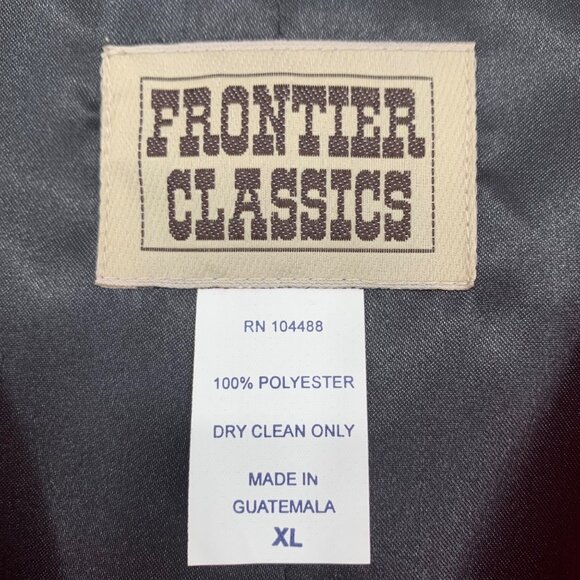 FRONTIER
CLASSICS
RN 104488
100% POLYESTER
DRY CLEAN ONLY
MADE IN
GUATEMALA
XL